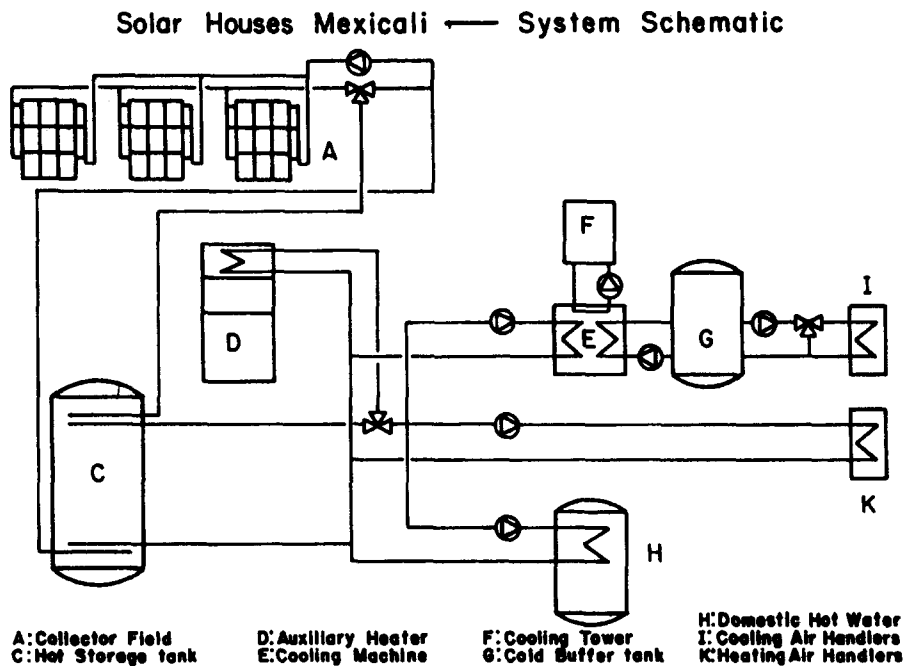 Solar Houses Mexicali — System Schematic
A
F
I
D
E
G
C
K
H
A: Collector Field
C: Hot Storage tank
D: Auxiliary Heater
E: Cooling Machine
F: Cooling Tower
G: Cold Buffer tank
H: Domestic Hot Water
I: Cooling Air Handlers
K: Heating Air Handlers